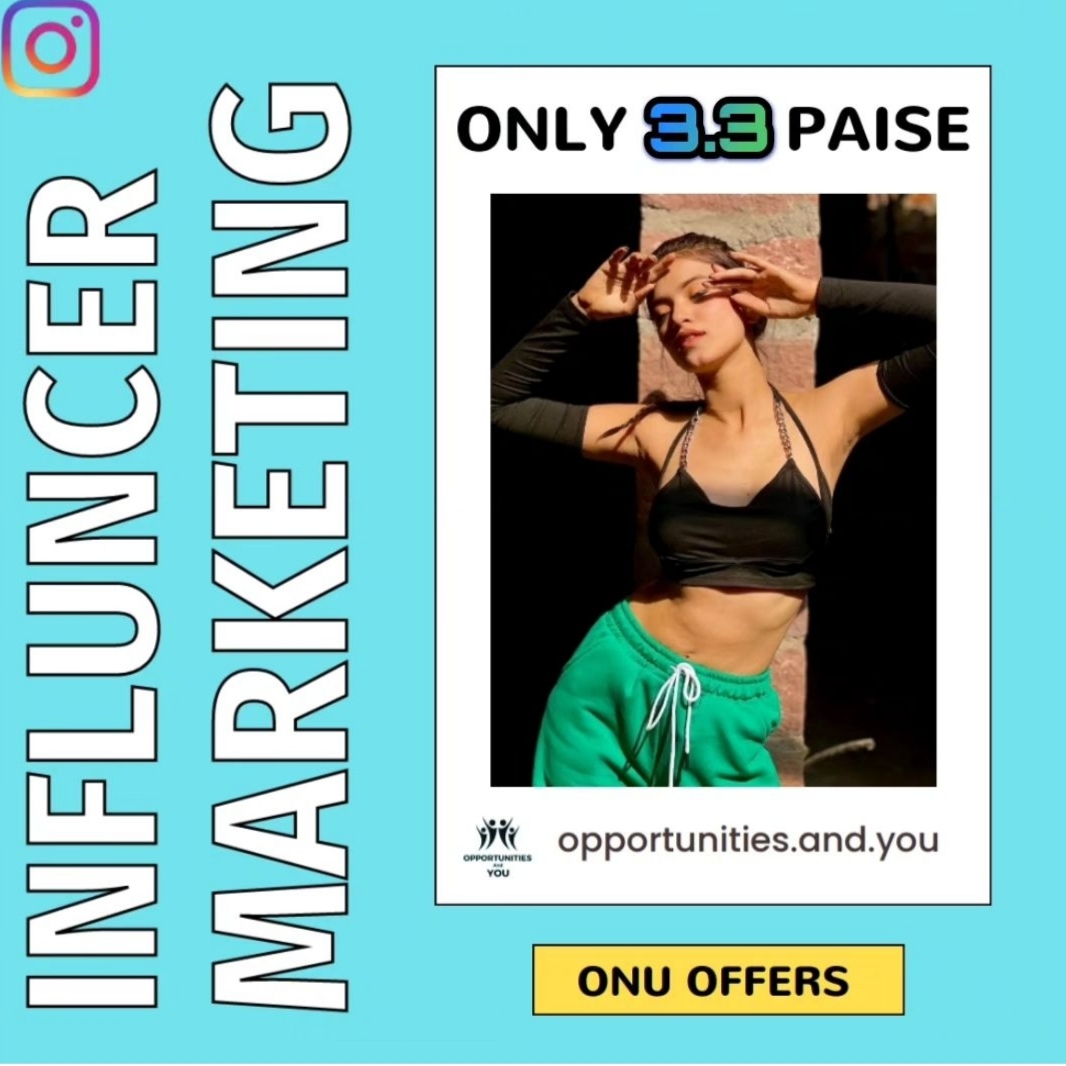 INFLUNCER
MARKETING
ONLY 3.3 PAISE
OPPORTUNITIES
And
YOU
opportunities.and.you
ONU OFFERS